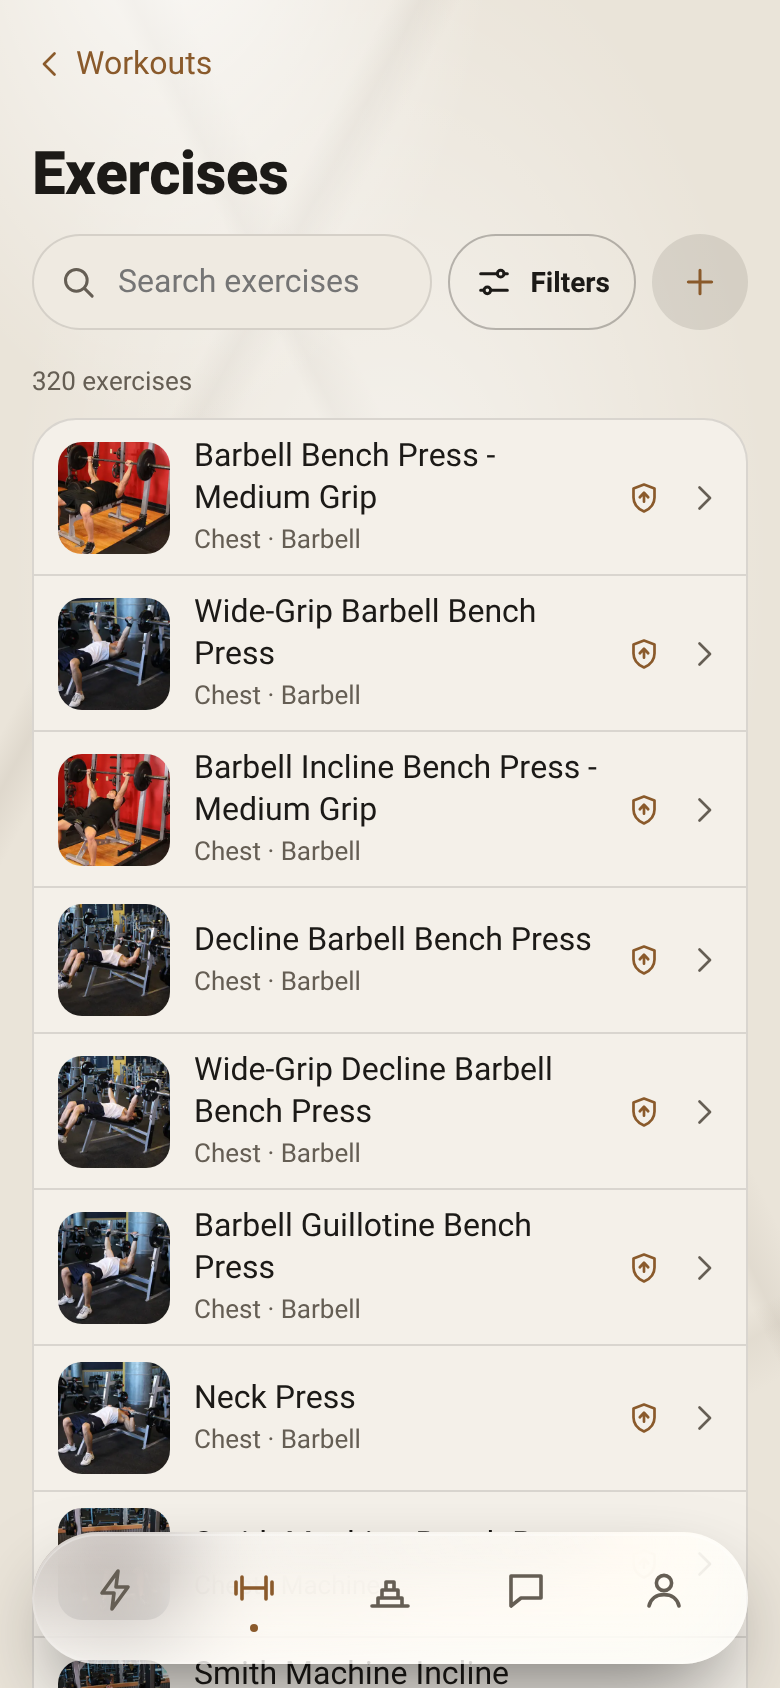 Workouts
Exercises
Search exercises
Filters
320 exercises
Barbell Bench Press -
Medium Grip
Chest · Barbell
Wide-Grip Barbell Bench
Press
Chest · Barbell
Barbell Incline Bench Press -
Medium Grip
Chest · Barbell
Decline Barbell Bench Press
Chest · Barbell
Wide-Grip Decline Barbell
Bench Press
Chest · Barbell
Barbell Guillotine Bench
Press
Chest · Barbell
Neck Press
Chest · Barbell
Smith Machine Incline